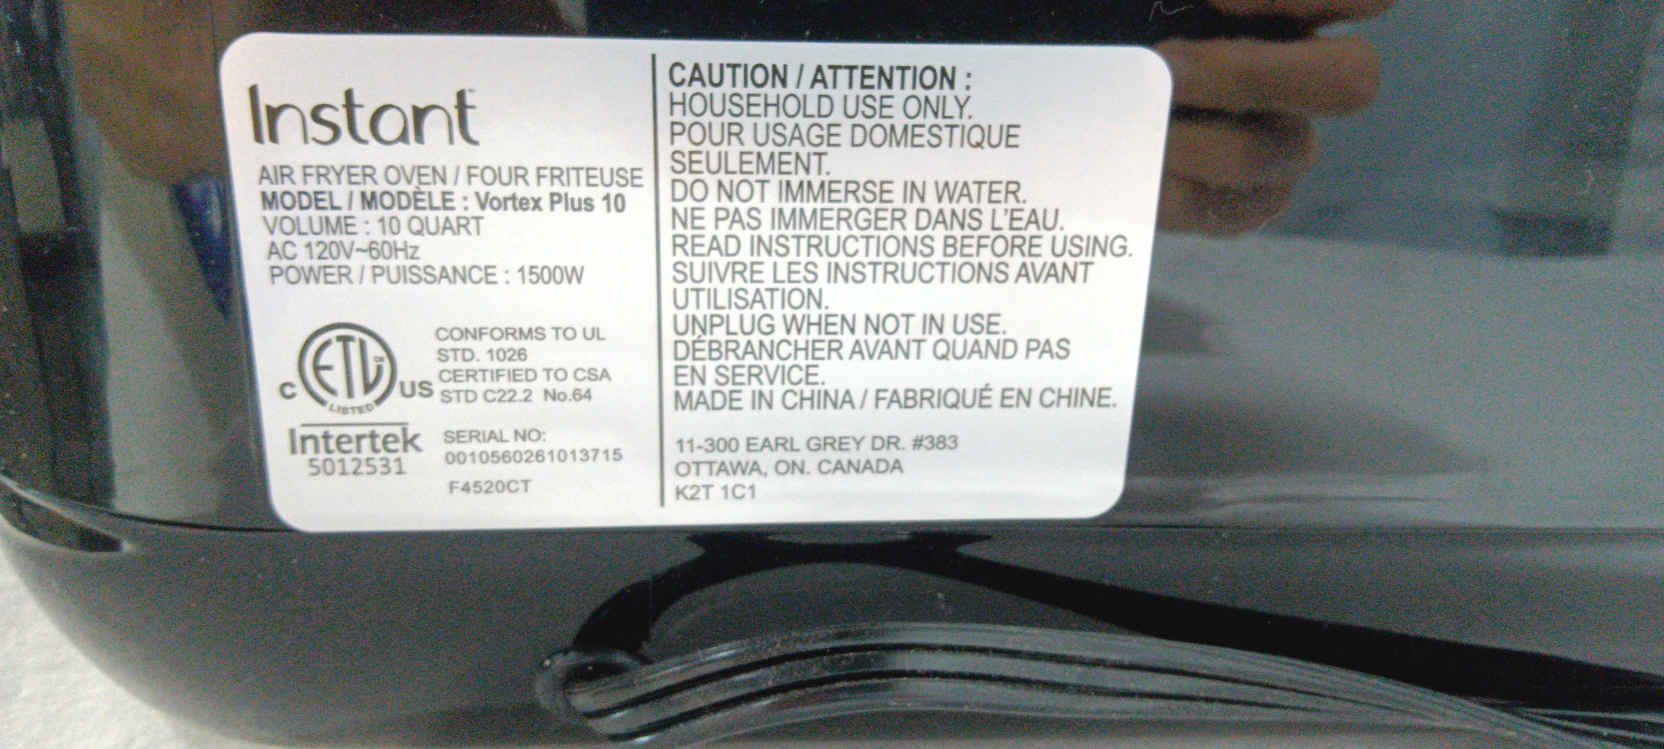 Instant
AIR FRYER OVEN / FOUR FRITEUSE
MODEL / MODÈLE : Vortex Plus 10
VOLUME : 10 QUART
AC 120V~60Hz
POWER / PUISSANCE : 1500W
ETL
C US
LISTED
CONFORMS TO UL
STD. 1026
CERTIFIED TO CSA
STD C22.2 No.64
Intertek
5012531
SERIAL NO:
0010560261013715
F4520CT
CAUTION / ATTENTION :
HOUSEHOLD USE ONLY.
POUR USAGE DOMESTIQUE
SEULEMENT.
DO NOT IMMERSE IN WATER.
NE PAS IMMERGER DANS L'EAU.
READ INSTRUCTIONS BEFORE USING.
SUIVRE LES INSTRUCTIONS AVANT
UTILISATION.
UNPLUG WHEN NOT IN USE.
DÉBRANCHER AVANT QUAND PAS
EN SERVICE.
MADE IN CHINA / FABRIQUÉ EN CHINE.
11-300 EARL GREY DR. #383
OTTAWA, ON. CANADA
K2T 1C1